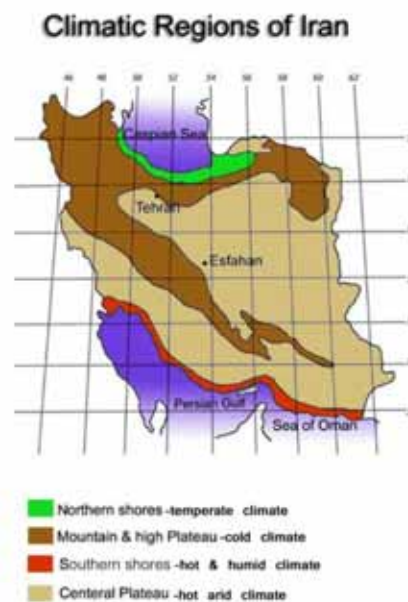 Climatic Regions of Iran
46 48 50 52 54 56 58 60 62
Caspian Sea
Tehran
Esfahan
Persian Gulf
Sea of Oman
Northern shores -temperate climate
Mountain & high Plateau -cold climate
Southern shores -hot & humid climate
Centeral Plateau -hot arid climate